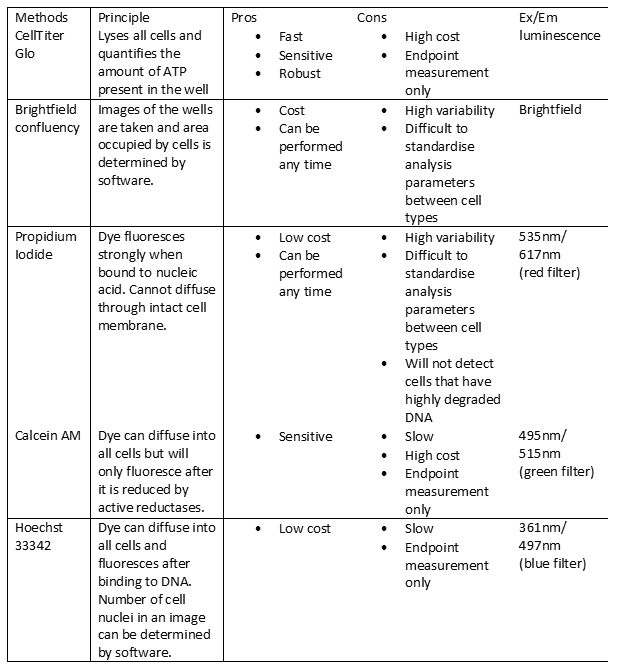 Methods Principle Pros Cons Ex/Em
CellTiter Glo
Lyses all cells and
quantifies the
amount of ATP
present in the well
• Fast
• Sensitive
• Robust
• High cost
• Endpoint
measurement
only
luminescence
Brightfield
confluency
Images of the wells
are taken and area
occupied by cells is
determined by
software.
• Cost
• Can be
performed
any time
• High variability
• Difficult to
standardise
analysis
parameters
between cell
types
Brightfield
Propidium
Iodide
Dye fluoresces
strongly when
bound to nucleic
acid. Cannot diffuse
through intact cell
membrane.
• Low cost
• Can be
performed
any time
• High variability
• Difficult to
standardise
analysis
parameters
between cell
types
• Will not detect
cells that have
highly degraded
DNA
535nm/
617nm
(red filter)
Calcein AM
Dye can diffuse into
all cells but will
only fluoresce after
it is reduced by
active reductases.
• Sensitive
• Slow
• High cost
• Endpoint
measurement
only
495nm/
515nm
(green filter)
Hoechst
33342
Dye can diffuse into
all cells and
fluoresces after
binding to DNA.
Number of cell
nuclei in an image
can be determined
by software.
• Low cost
• Slow
• Endpoint
measurement
only
361nm/
497nm
(blue filter)